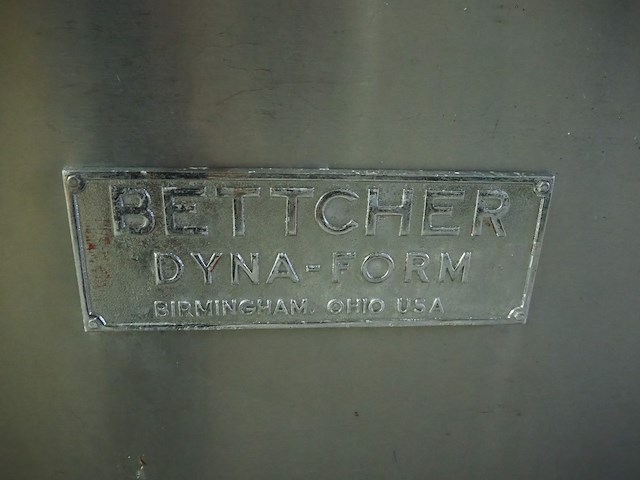 BETTCHER
DYNA-FORM
BIRMINGHAM, OHIO USA